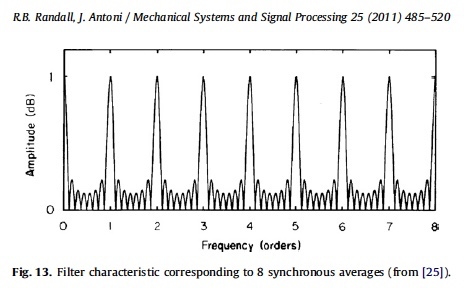 R.B. Randall, J. Antoni / Mechanical Systems and Signal Processing 25 (2011) 485–520
1
Amplitude (dB)
0
0 1 2 3 4 5 6 7 8
Frequency (orders)
Fig. 13. Filter characteristic corresponding to 8 synchronous averages (from [25]).